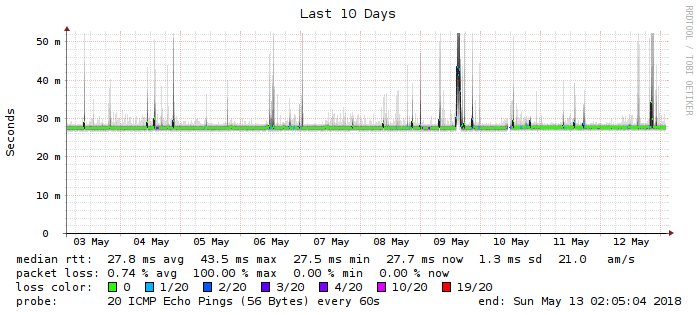 Last 10 Days
RRDTOOL / TOBI OETIKER
Seconds
50 m
40 m
30 m
20 m
10 m
0
03 May 04 May 05 May 06 May 07 May 08 May 09 May 10 May 11 May 12 May
median rtt: 27.8 ms avg 43.5 ms max 27.5 ms min 27.7 ms now 1.3 ms sd 21.0 am/s
packet loss: 0.74 % avg 100.00 % max 0.00 % min 0.00 % now
loss color: 0 1/20 2/20 3/20 4/20 10/20 19/20
probe: 20 ICMP Echo Pings (56 Bytes) every 60s end: Sun May 13 02:05:04 2018